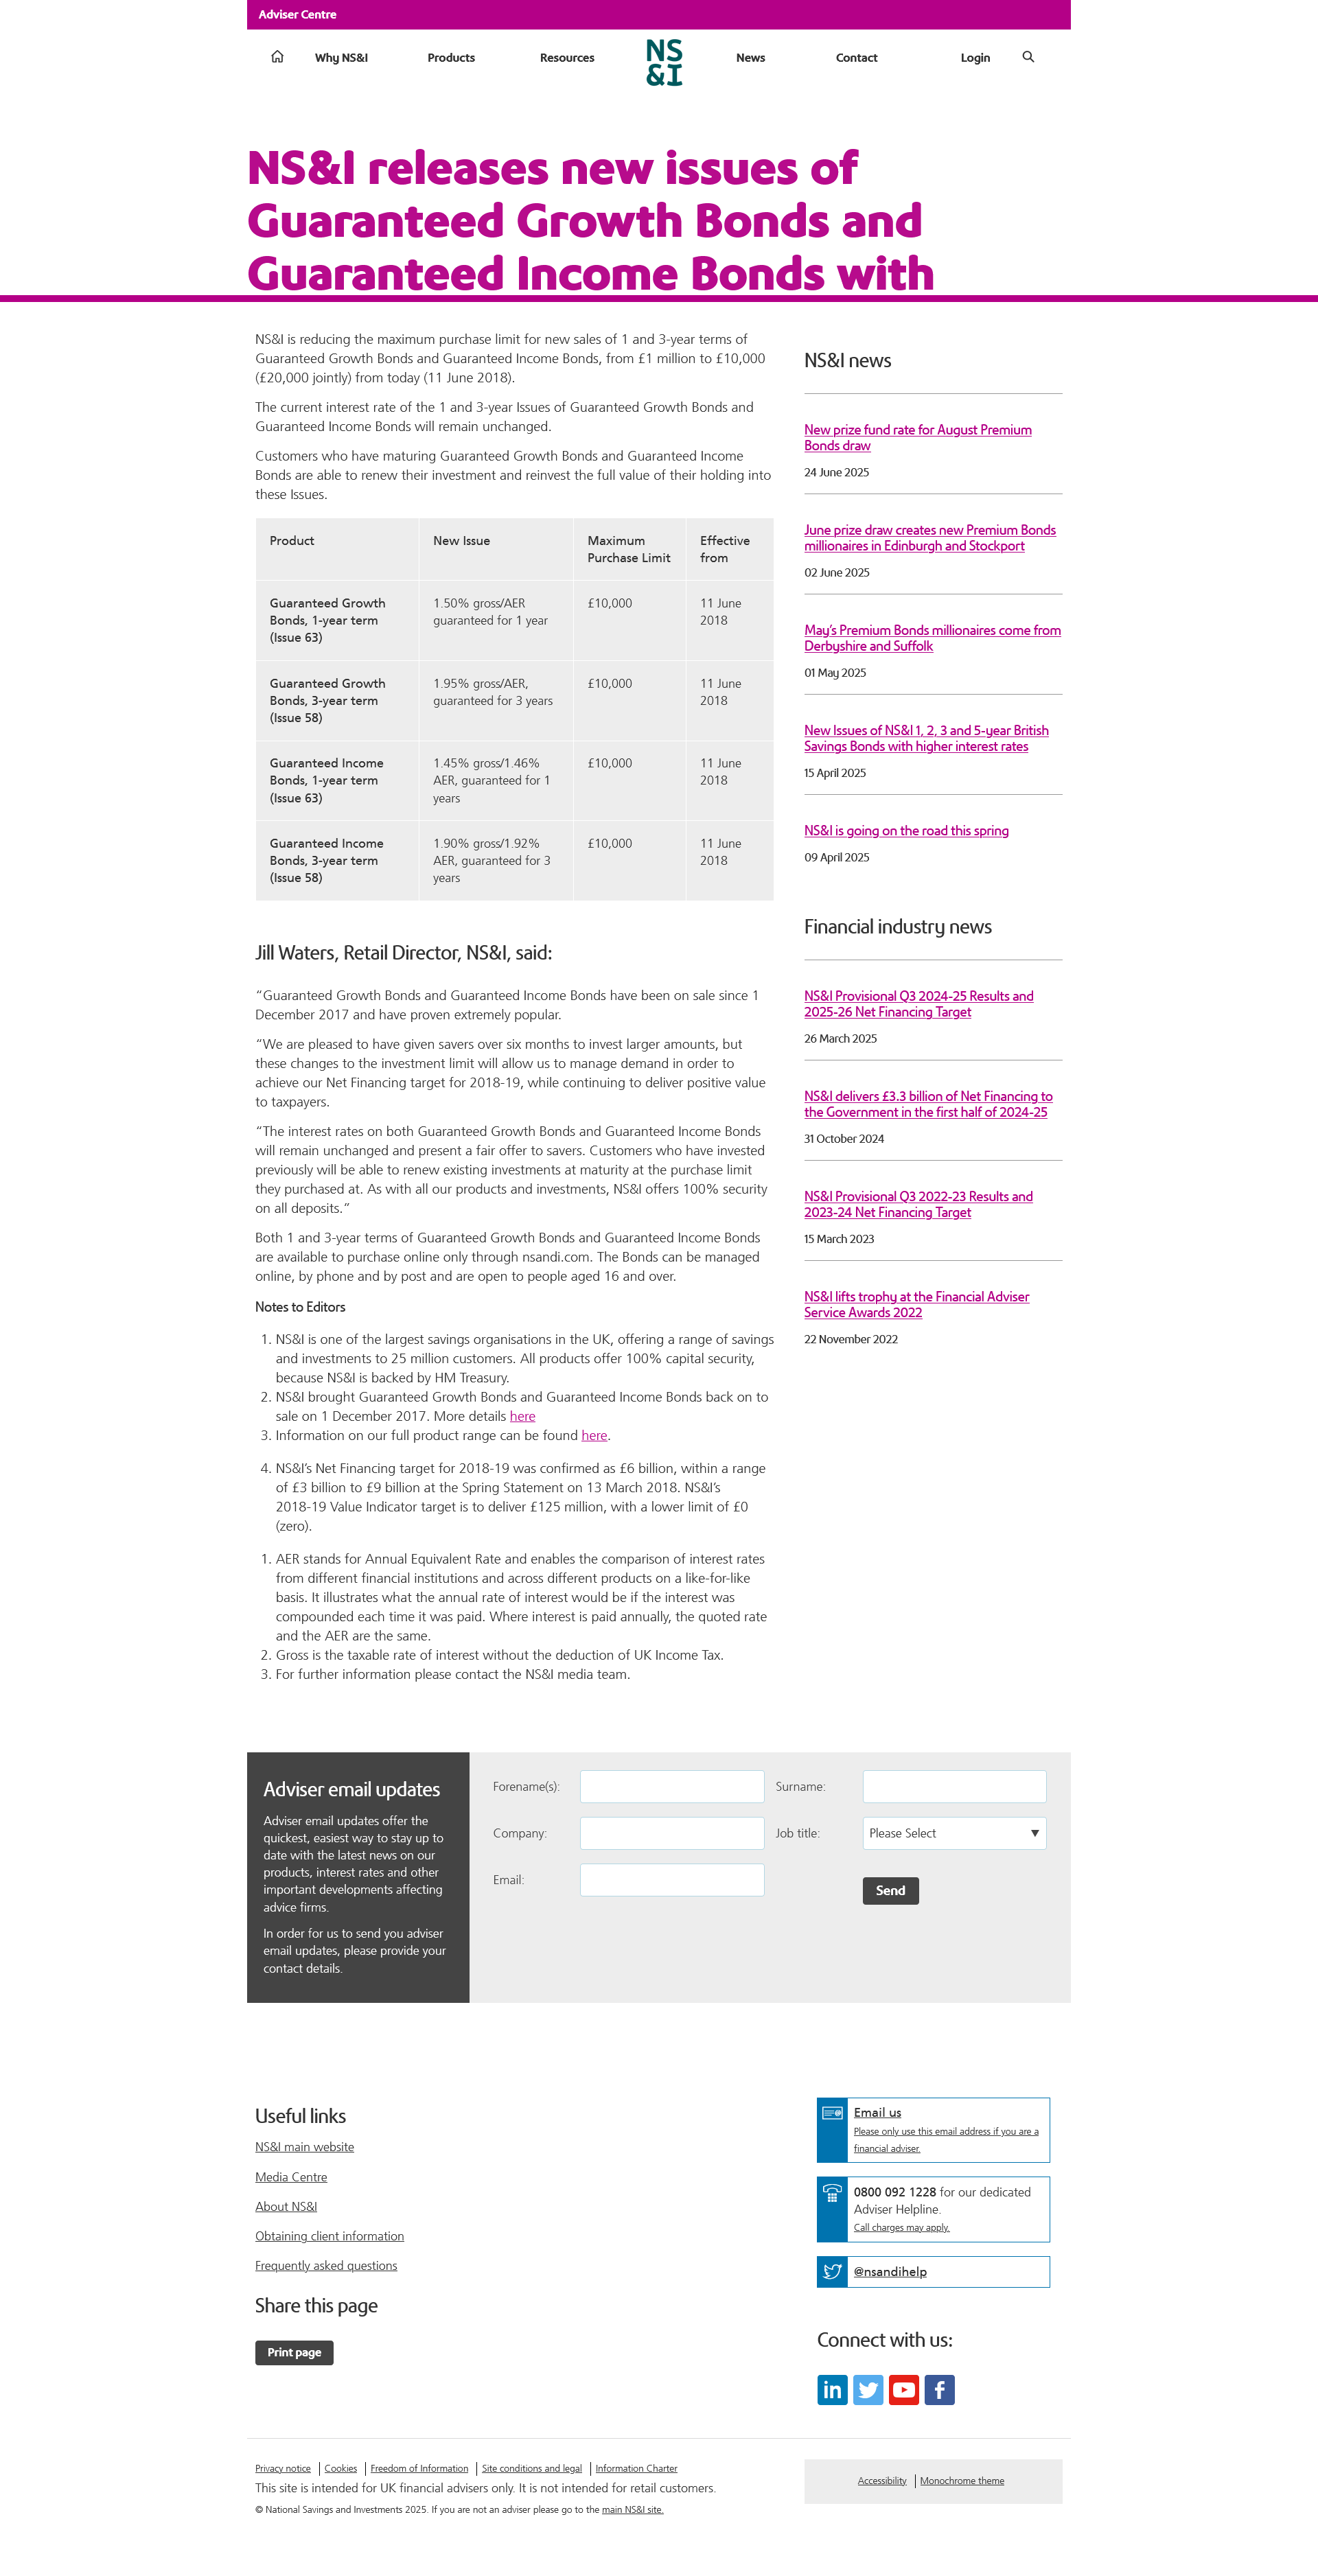 Adviser Centre
Why NS&I
Products
Resources
NS
&I
News
Contact
Login
NS&I releases new issues of
Guaranteed Growth Bonds and
Guaranteed Income Bonds with
NS&I is reducing the maximum purchase limit for new sales of 1 and 3-year terms of
Guaranteed Growth Bonds and Guaranteed Income Bonds, from £1 million to £10,000
(£20,000 jointly) from today (11 June 2018).
The current interest rate of the 1 and 3-year Issues of Guaranteed Growth Bonds and
Guaranteed Income Bonds will remain unchanged.
Customers who have maturing Guaranteed Growth Bonds and Guaranteed Income
Bonds are able to renew their investment and reinvest the full value of their holding into
these Issues.
Product
New Issue
Maximum
Purchase Limit
Effective
from
Guaranteed Growth
Bonds, 1-year term
(Issue 63)
1.50% gross/AER
guaranteed for 1 year
£10,000
11 June
2018
Guaranteed Growth
Bonds, 3-year term
(Issue 58)
1.95% gross/AER,
guaranteed for 3 years
£10,000
11 June
2018
Guaranteed Income
Bonds, 1-year term
(Issue 63)
1.45% gross/1.46%
AER, guaranteed for 1
years
£10,000
11 June
2018
Guaranteed Income
Bonds, 3-year term
(Issue 58)
1.90% gross/1.92%
AER, guaranteed for 3
years
£10,000
11 June
2018
Jill Waters, Retail Director, NS&I, said:
“Guaranteed Growth Bonds and Guaranteed Income Bonds have been on sale since 1
December 2017 and have proven extremely popular.
“We are pleased to have given savers over six months to invest larger amounts, but
these changes to the investment limit will allow us to manage demand in order to
achieve our Net Financing target for 2018-19, while continuing to deliver positive value
to taxpayers.
“The interest rates on both Guaranteed Growth Bonds and Guaranteed Income Bonds
will remain unchanged and present a fair offer to savers. Customers who have invested
previously will be able to renew existing investments at maturity at the purchase limit
they purchased at. As with all our products and investments, NS&I offers 100% security
on all deposits.”
Both 1 and 3-year terms of Guaranteed Growth Bonds and Guaranteed Income Bonds
are available to purchase online only through nsandi.com. The Bonds can be managed
online, by phone and by post and are open to people aged 16 and over.
Notes to Editors
1. NS&I is one of the largest savings organisations in the UK, offering a range of savings
and investments to 25 million customers. All products offer 100% capital security,
because NS&I is backed by HM Treasury.
2. NS&I brought Guaranteed Growth Bonds and Guaranteed Income Bonds back on to
sale on 1 December 2017. More details here
3. Information on our full product range can be found here.
4. NS&I’s Net Financing target for 2018-19 was confirmed as £6 billion, within a range
of £3 billion to £9 billion at the Spring Statement on 13 March 2018. NS&I’s
2018-19 Value Indicator target is to deliver £125 million, with a lower limit of £0
(zero).
1. AER stands for Annual Equivalent Rate and enables the comparison of interest rates
from different financial institutions and across different products on a like-for-like
basis. It illustrates what the annual rate of interest would be if the interest was
compounded each time it was paid. Where interest is paid annually, the quoted rate
and the AER are the same.
2. Gross is the taxable rate of interest without the deduction of UK Income Tax.
3. For further information please contact the NS&I media team.
NS&I news
New prize fund rate for August Premium
Bonds draw
24 June 2025
June prize draw creates new Premium Bonds
millionaires in Edinburgh and Stockport
02 June 2025
May’s Premium Bonds millionaires come from
Derbyshire and Suffolk
01 May 2025
New Issues of NS&I 1, 2, 3 and 5-year British
Savings Bonds with higher interest rates
15 April 2025
NS&I is going on the road this spring
09 April 2025
Financial industry news
NS&I Provisional Q3 2024-25 Results and
2025-26 Net Financing Target
26 March 2025
NS&I delivers £3.3 billion of Net Financing to
the Government in the first half of 2024-25
31 October 2024
NS&I Provisional Q3 2022-23 Results and
2023-24 Net Financing Target
15 March 2023
NS&I lifts trophy at the Financial Adviser
Service Awards 2022
22 November 2022
Adviser email updates
Adviser email updates offer the
quickest, easiest way to stay up to
date with the latest news on our
products, interest rates and other
important developments affecting
advice firms.
In order for us to send you adviser
email updates, please provide your
contact details.
Forename(s):
Surname:
Company:
Job title:
Please Select
Email:
Send
Useful links
NS&I main website
Media Centre
About NS&I
Obtaining client information
Frequently asked questions
Share this page
Print page
Email us
Please only use this email address if you are a
financial adviser.
0800 092 1228 for our dedicated
Adviser Helpline.
Call charges may apply.
@nsandihelp
Connect with us:
Privacy notice
Cookies
Freedom of Information
Site conditions and legal
Information Charter
This site is intended for UK financial advisers only. It is not intended for retail customers.
© National Savings and Investments 2025. If you are not an adviser please go to the main NS&I site.
Accessibility
Monochrome theme